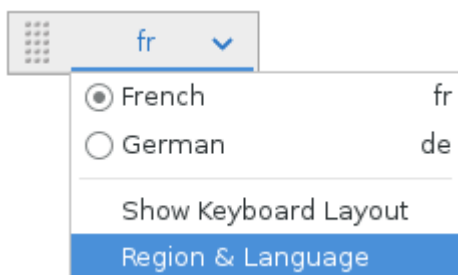 fr
French fr
German de
Show Keyboard Layout
Region & Language